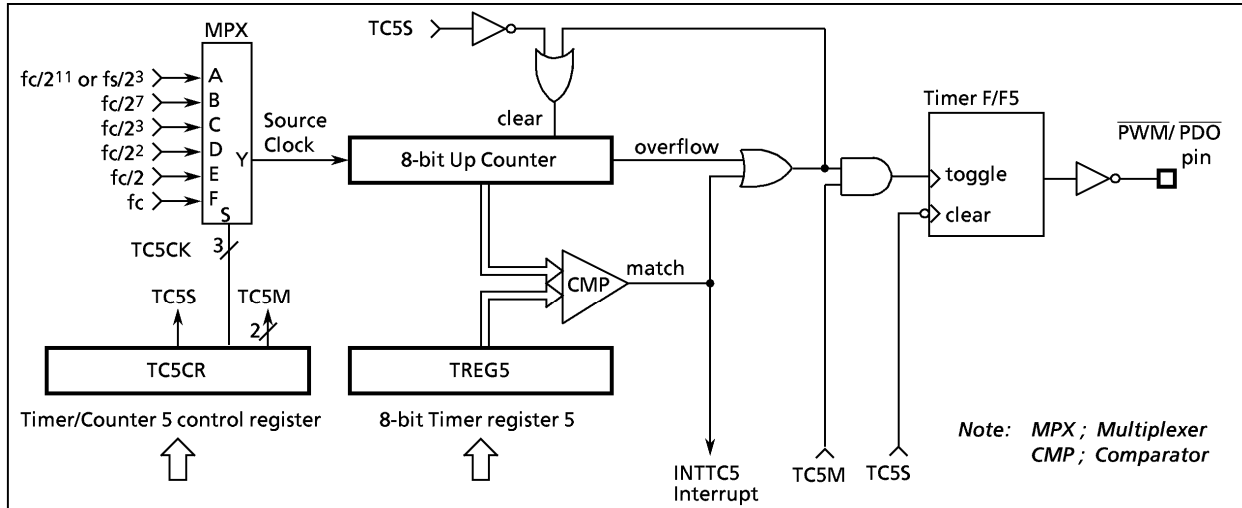 MPX
TC5S
fc/2¹¹ or fs/2³
A
fc/2⁷
B
fc/2³
C
fc/2²
D
fc/2
E
fc
F
Y
S
Source
Clock
clear
8-bit Up Counter
overflow
Timer F/F5
toggle
clear
P̅W̅M̅/ P̅D̅O̅
pin
TC5CK
3
CMP
match
TC5S
TC5M
2
TC5CR
TREG5
Timer/Counter 5 control register
8-bit Timer register 5
INTTC5
Interrupt
TC5M
TC5S
Note: MPX ; Multiplexer
CMP ; Comparator